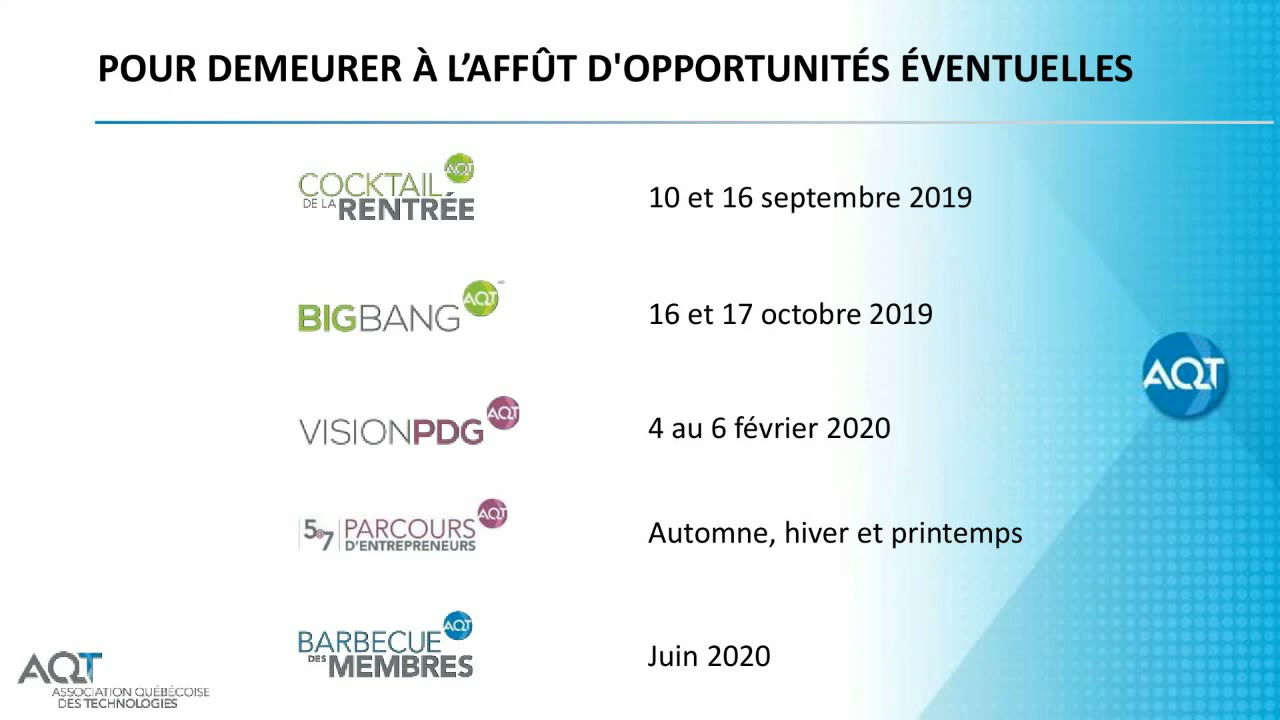 POUR DEMEURER À L’AFFÛT D'OPPORTUNITÉS ÉVENTUELLES
AQT
COCKTAIL
DE LA RENTRÉE
10 et 16 septembre 2019
AQT
BIGBANG
16 et 17 octobre 2019
AQT
AQT
VISIONPDG
4 au 6 février 2020
AQT
5@7 PARCOURS
D'ENTREPRENEURS
Automne, hiver et printemps
AQT
BARBECUE
DES MEMBRES
Juin 2020
AQT
ASSOCIATION QUÉBÉCOISE
DES TECHNOLOGIES